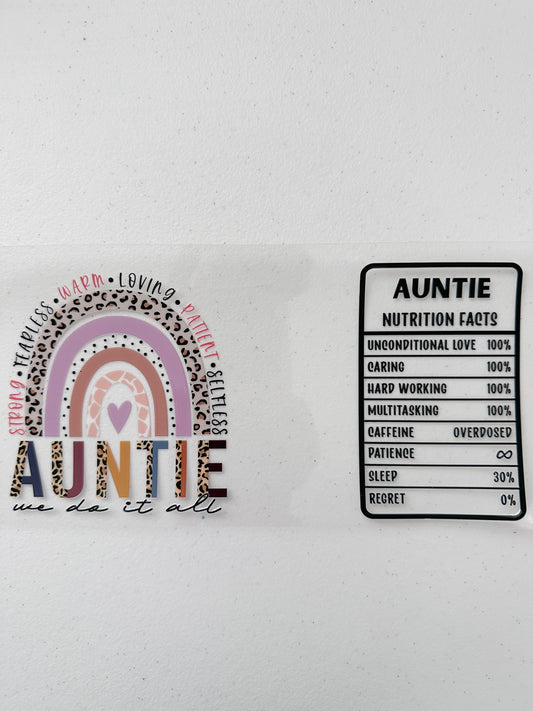 STRONG • FEARLESS • WARM • LOVING • PATIENT • SELFLESS
AUNTIE
we do it all
AUNTIE
NUTRITION FACTS
UNCONDITIONAL LOVE 100%
CARING 100%
HARD WORKING 100%
MULTITASKING 100%
CAFFEINE OVERDOSED
PATIENCE ∞
SLEEP 30%
REGRET 0%